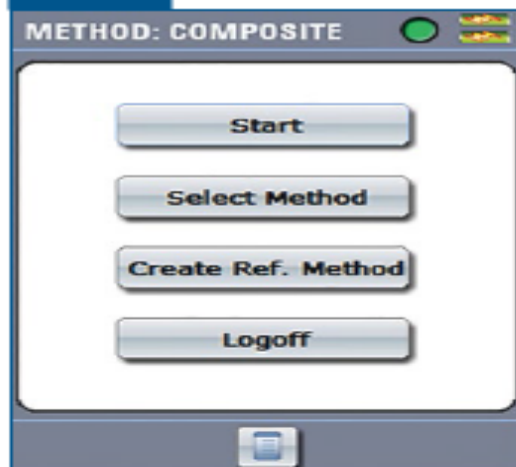 METHOD: COMPOSITE
Start
Select Method
Create Ref. Method
Logoff